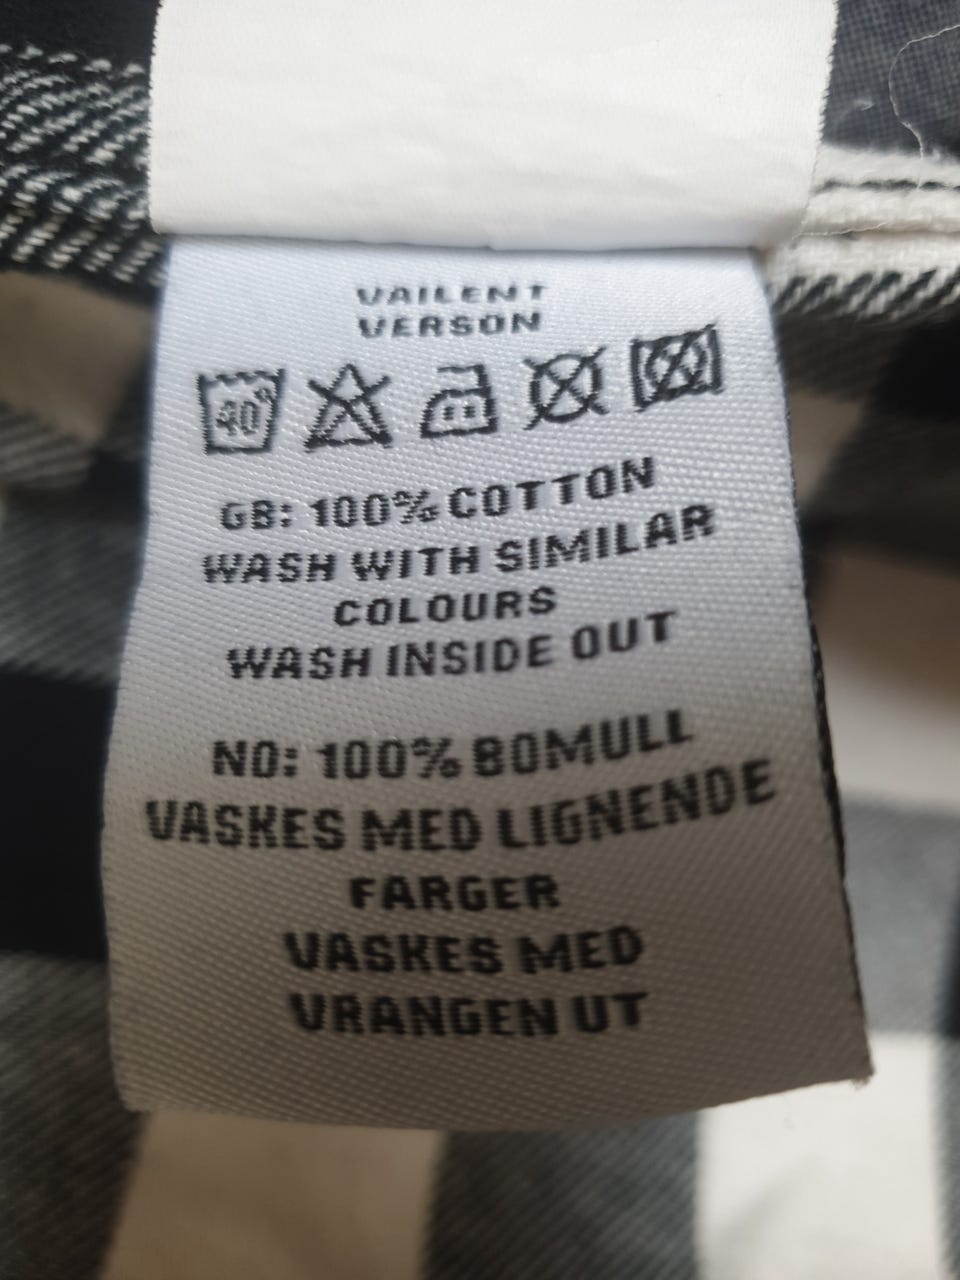 VAILENT
VERSON
40°
GB: 100% COTTON
WASH WITH SIMILAR
COLOURS
WASH INSIDE OUT
NO: 100% BOMULL
VASKES MED LIGNENDE
FARGER
VASKES MED
VRANGEN UT